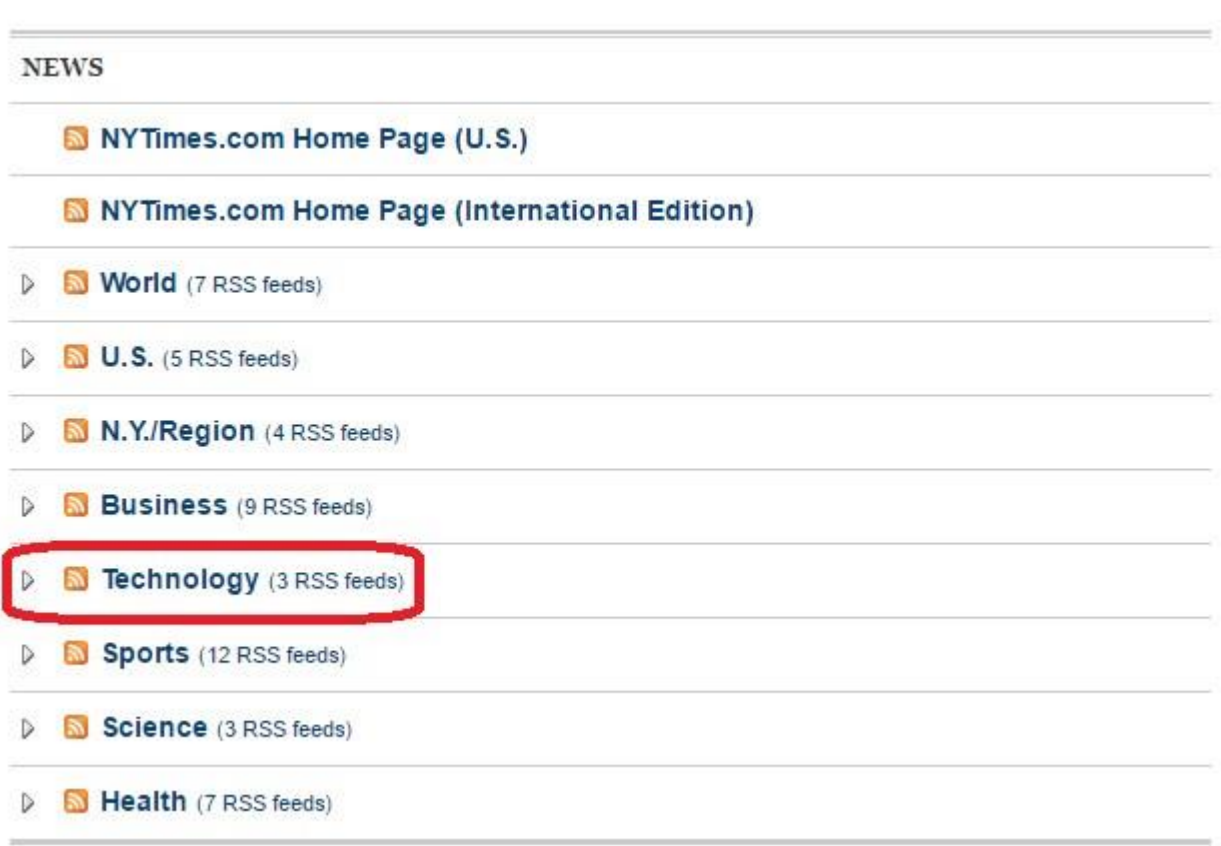 NEWS
NYTimes.com Home Page (U.S.)
NYTimes.com Home Page (International Edition)
World (7 RSS feeds)
U.S. (5 RSS feeds)
N.Y./Region (4 RSS feeds)
Business (9 RSS feeds)
Technology (3 RSS feeds)
Sports (12 RSS feeds)
Science (3 RSS feeds)
Health (7 RSS feeds)